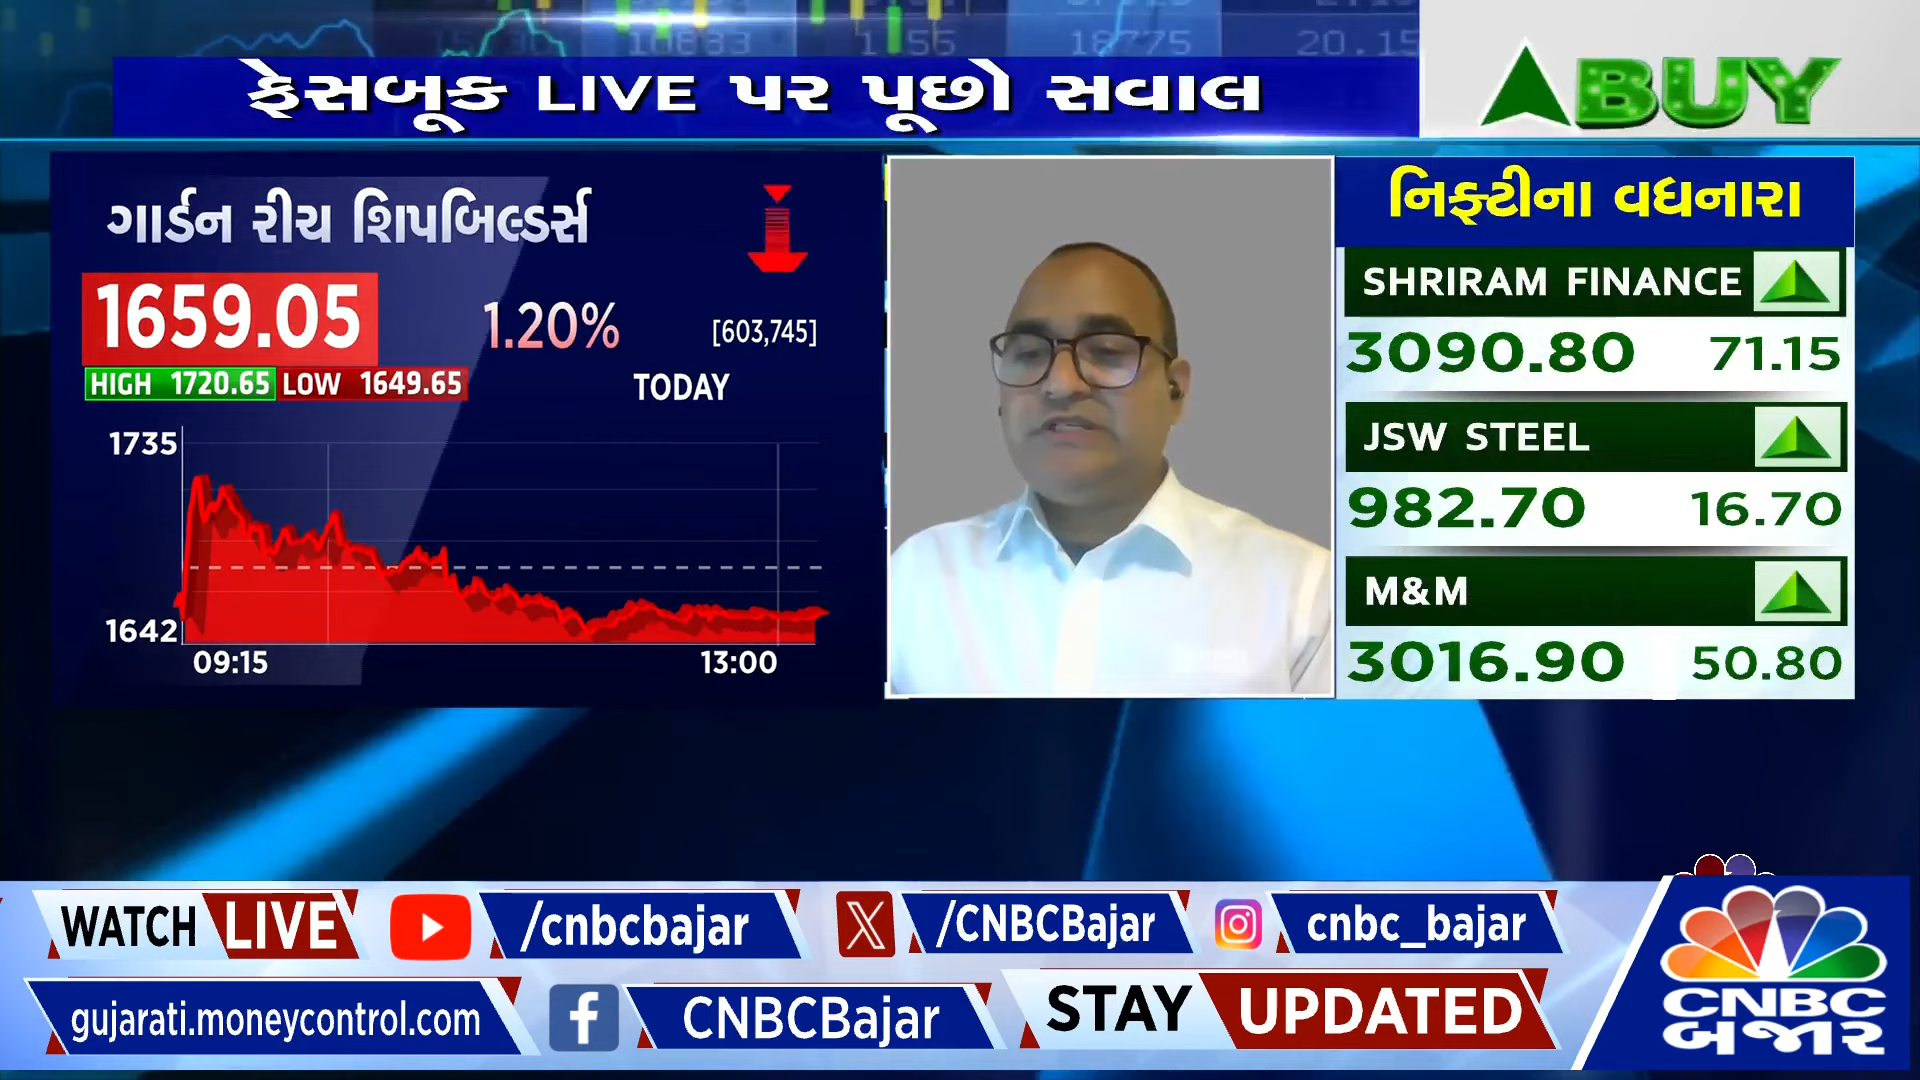 ફેસબૂક LIVE પર પૂછો સવાલ
BUY
ગાર્ડન રીચ શિપબિલ્ડર્સ
1659.05
1.20%
[603,745]
HIGH 1720.65 LOW 1649.65
TODAY
1735
1642
09:15
13:00
નિફ્ટીના વધનારા
SHRIRAM FINANCE
3090.80 71.15
JSW STEEL
982.70 16.70
M&M
3016.90 50.80
WATCH LIVE /cnbcbajar /CNBCBajar cnbc_bajar
gujarati.moneycontrol.com CNBCBajar STAY UPDATED
CNBC
બજાર